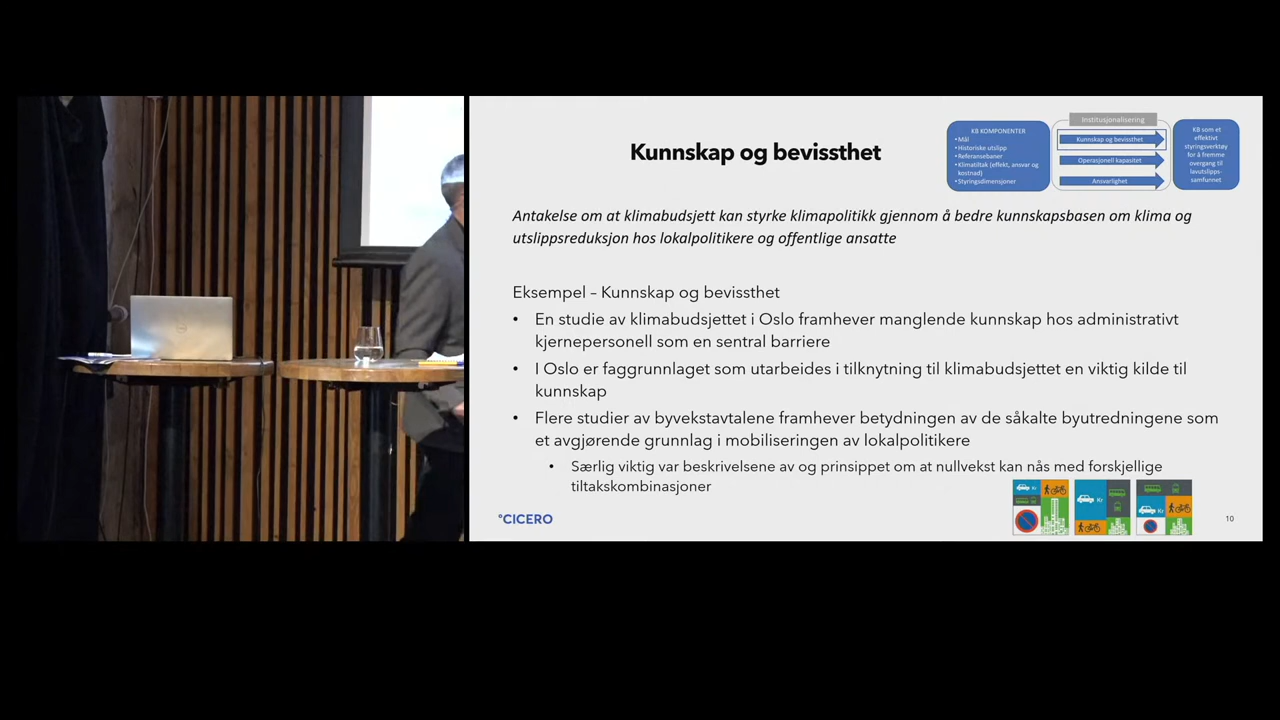 Kunnskap og bevissthet
KB KOMPONENTER
• Mål
• Historiske utslipp
• Referansebaner
• Klimatiltak (effekt, ansvar og
kostnad)
• Styringsdimensjoner
Institusjonalisering
Kunnskap og bevissthet
Operasjonell kapasitet
Ansvarlighet
KB som et
effektivt
styringsverktøy
for å fremme
overgang til
lavutslipps-
samfunnet
Antakelse om at klimabudsjett kan styrke klimapolitikk gjennom å bedre kunnskapsbasen om klima og
utslippsreduksjon hos lokalpolitikere og offentlige ansatte
Eksempel – Kunnskap og bevissthet
• En studie av klimabudsjettet i Oslo framhever manglende kunnskap hos administrativt
kjernepersonell som en sentral barriere
• I Oslo er faggrunnlaget som utarbeides i tilknytning til klimabudsjettet en viktig kilde til
kunnskap
• Flere studier av byvekstavtalene framhever betydningen av de såkalte byutredningene som
et avgjørende grunnlag i mobiliseringen av lokalpolitikere
• Særlig viktig var beskrivelsene av og prinsippet om at nullvekst kan nås med forskjellige
tiltakskombinasjoner
Kr
Kr
Kr
°CICERO
10